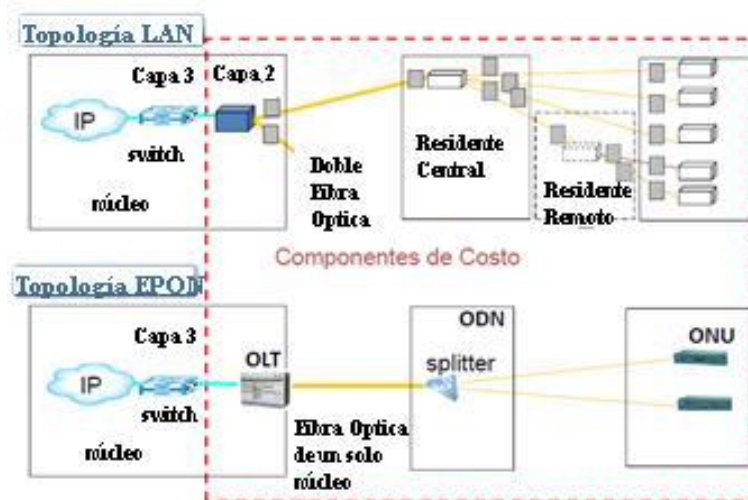 Topología LAN
Capa 3
Capa 2
IP
switch
núcleo
Doble
Fibra
Optica
Residente
Central
Residente
Remoto
Componentes de Costo
Topología EPON
Capa 3
IP
switch
núcleo
OLT
Fibra Optica
de un solo
núcleo
ODN
splitter
ONU